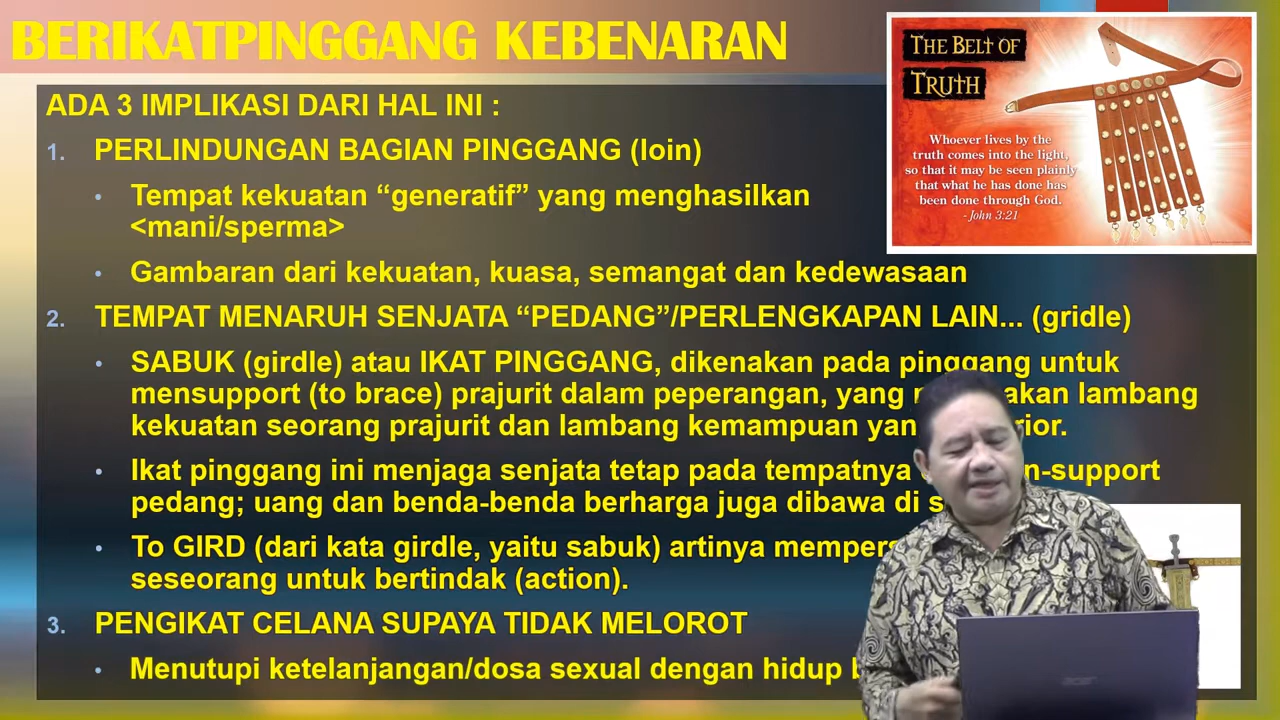 BERIKATPINGGANG KEBENARAN
THE BELT OF
TRUTH
Whoever lives by the
truth comes into the light,
so that it may be seen plainly
that what he has done has
been done through God.
- John 3:21
ADA 3 IMPLIKASI DARI HAL INI :
1. PERLINDUNGAN BAGIAN PINGGANG (loin)
• Tempat kekuatan “generatif” yang menghasilkan
<mani/sperma>
• Gambaran dari kekuatan, kuasa, semangat dan kedewasaan
2. TEMPAT MENARUH SENJATA “PEDANG”/PERLENGKAPAN LAIN... (gridle)
• SABUK (girdle) atau IKAT PINGGANG, dikenakan pada pinggang untuk
mensupport (to brace) prajurit dalam peperangan, yang lambang
kekuatan seorang prajurit dan lambang kemampuan
• Ikat pinggang ini menjaga senjata tetap pada tempatnya
pedang; uang dan benda-benda berharga juga dibawa di
• To GIRD (dari kata girdle, yaitu sabuk) artinya
seseorang untuk bertindak (action).
3. PENGIKAT CELANA SUPAYA TIDAK MELOROT
• Menutupi ketelanjangan/dosa sexual dengan hidup